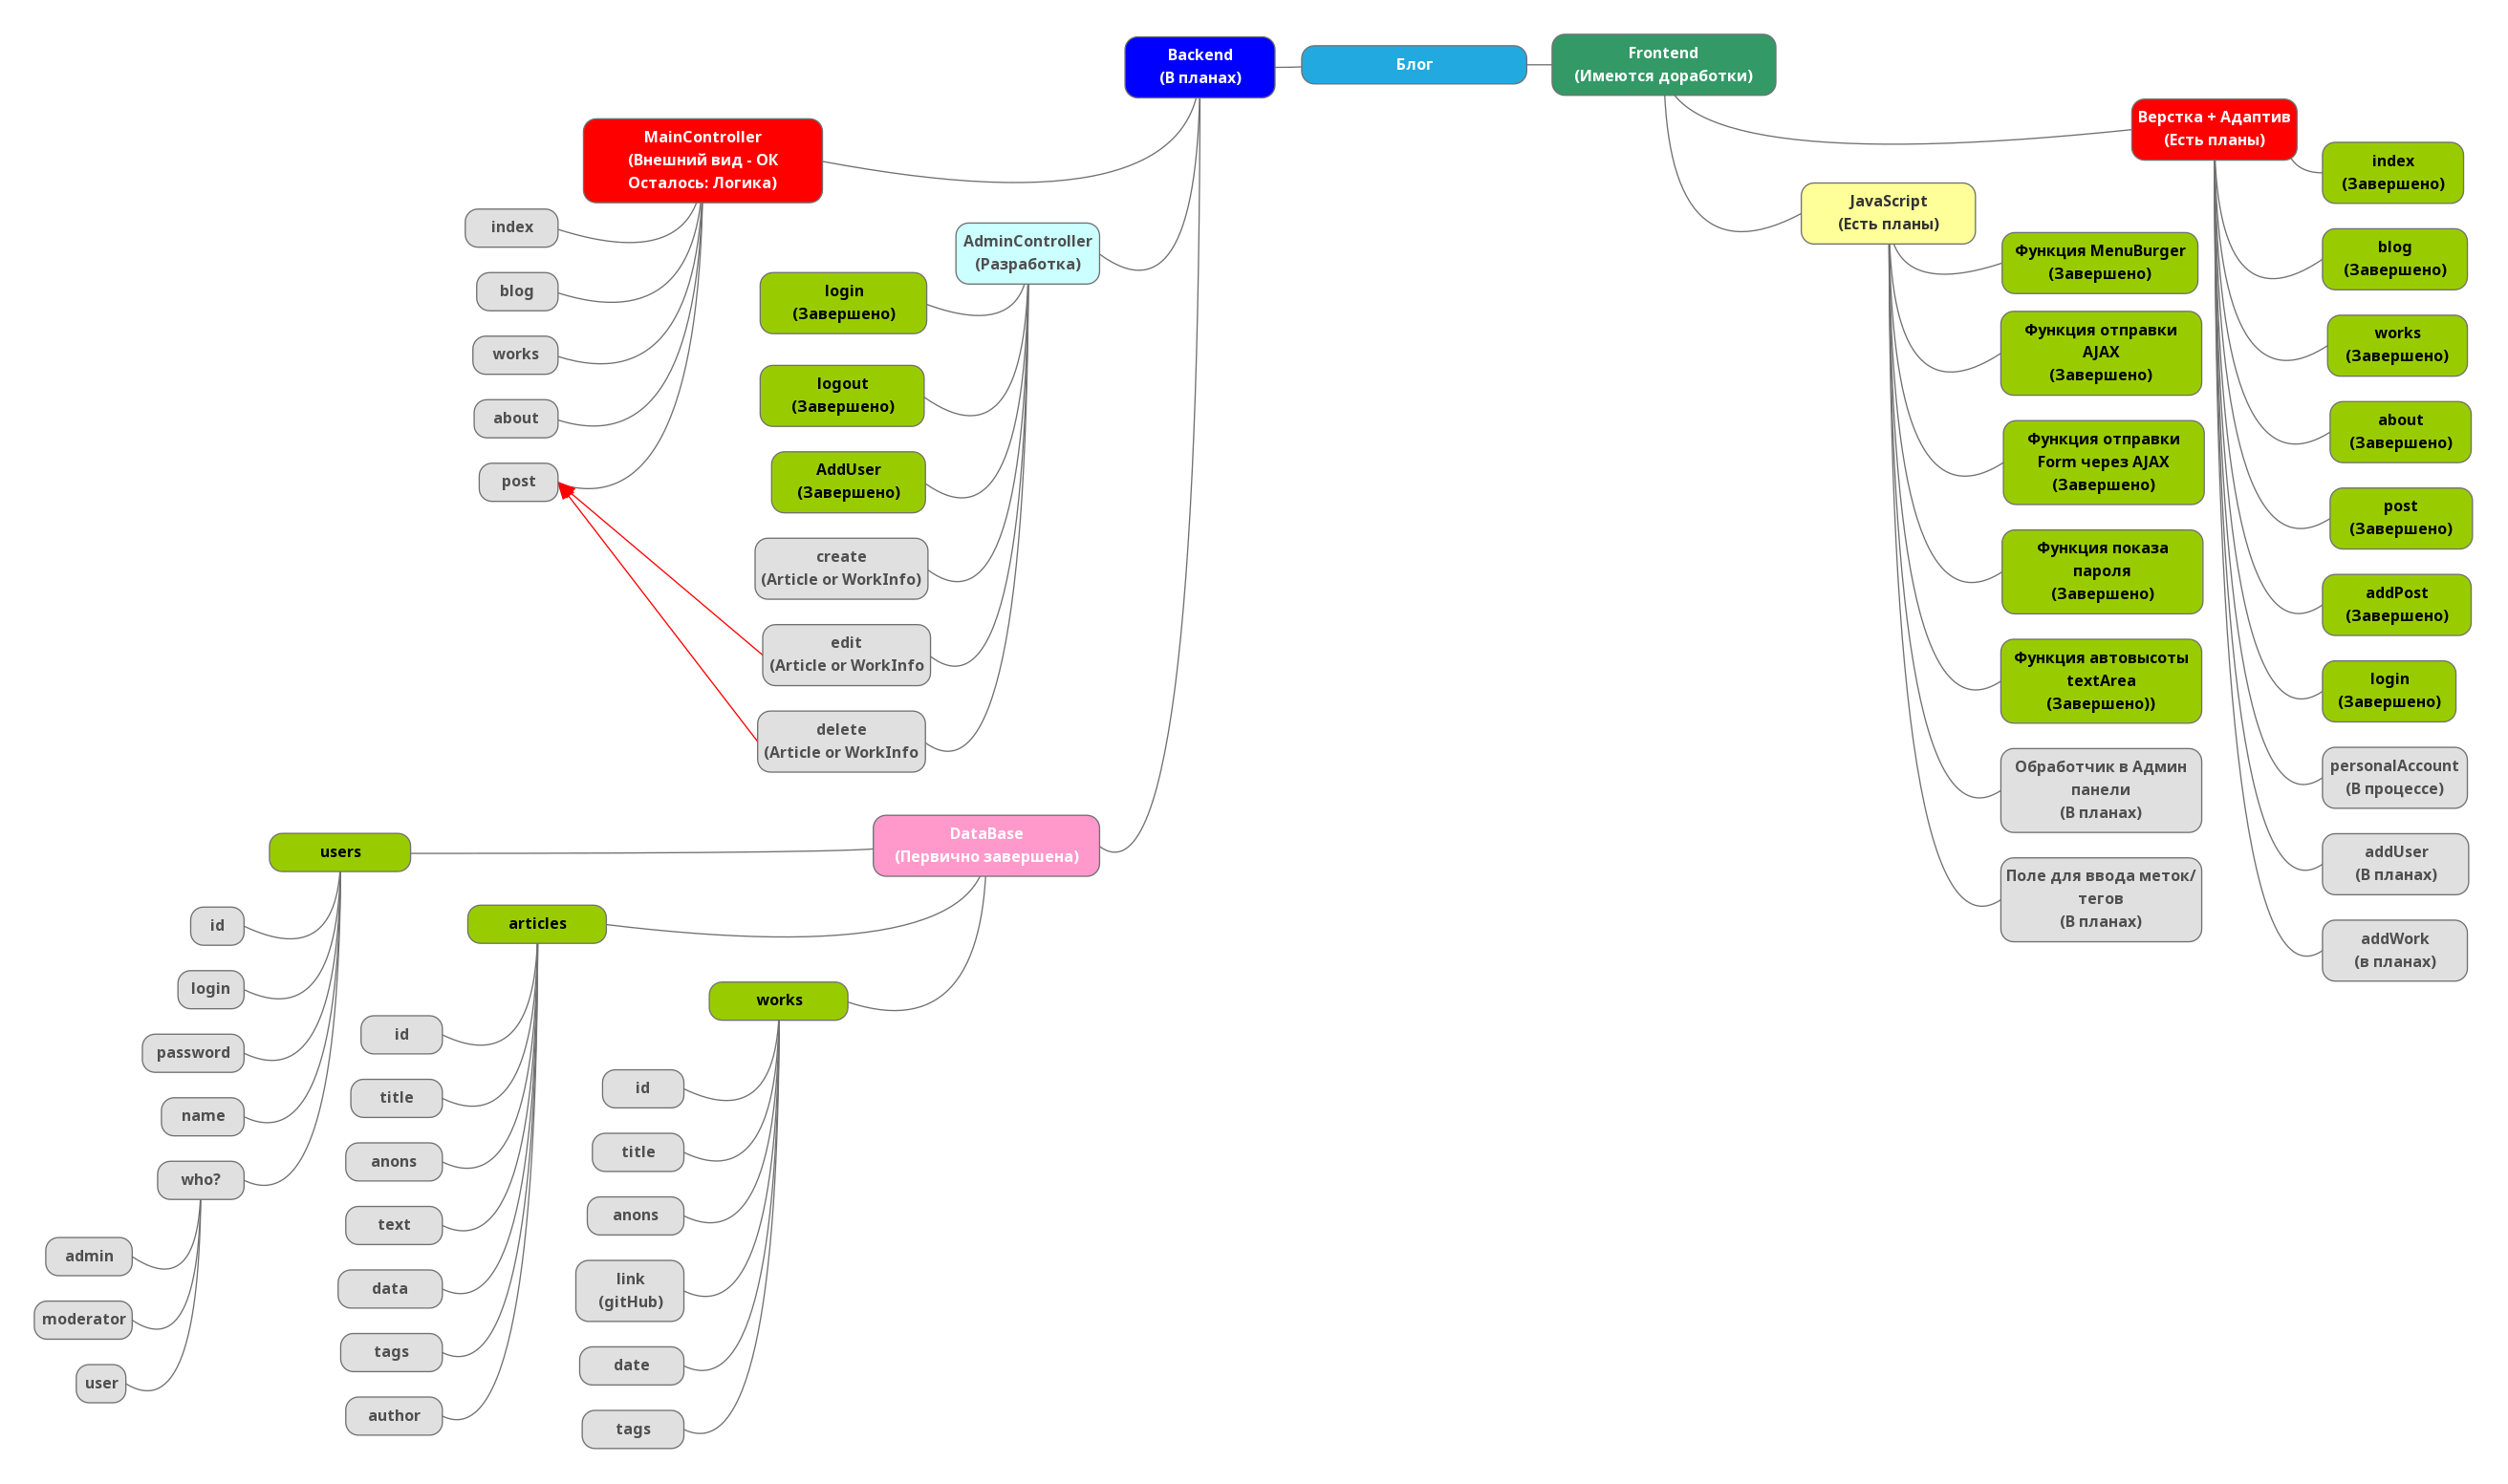 Блог
Backend
(В планах)
MainController
(Внешний вид - ОК
Осталось: Логика)
index
blog
works
about
post
AdminController
(Разработка)
login
(Завершено)
logout
(Завершено)
AddUser
(Завершено)
create
(Article or WorkInfo)
edit
(Article or WorkInfo
delete
(Article or WorkInfo
DataBase
(Первично завершена)
users
id
login
password
name
who?
admin
moderator
user
articles
id
title
anons
text
data
tags
author
works
id
title
anons
link
(gitHub)
date
tags
Frontend
(Имеются доработки)
JavaScript
(Есть планы)
Функция MenuBurger
(Завершено)
Функция отправки
AJAX
(Завершено)
Функция отправки
Form через AJAX
(Завершено)
Функция показа
пароля
(Завершено)
Функция автовысоты
textArea
(Завершено))
Обработчик в Админ
панели
(В планах)
Поле для ввода меток/
тегов
(В планах)
Верстка + Адаптив
(Есть планы)
index
(Завершено)
blog
(Завершено)
works
(Завершено)
about
(Завершено)
post
(Завершено)
addPost
(Завершено)
login
(Завершено)
personalAccount
(В процессе)
addUser
(В планах)
addWork
(в планах)